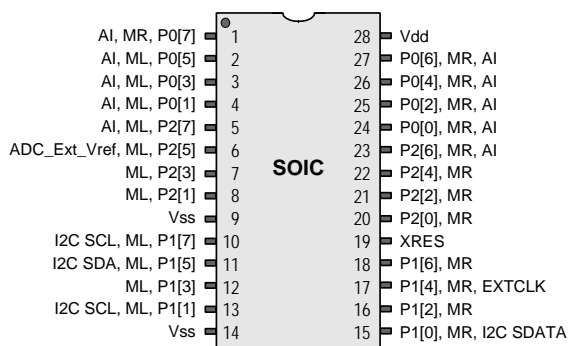 AI, MR, P0[7] 1 28 Vdd
AI, ML, P0[5] 2 27 P0[6], MR, AI
AI, ML, P0[3] 3 26 P0[4], MR, AI
AI, ML, P0[1] 4 25 P0[2], MR, AI
AI, ML, P2[7] 5 24 P0[0], MR, AI
ADC_Ext_Vref, ML, P2[5] 6 23 P2[6], MR, AI
SOIC
ML, P2[3] 7 22 P2[4], MR
ML, P2[1] 8 21 P2[2], MR
Vss 9 20 P2[0], MR
I2C SCL, ML, P1[7] 10 19 XRES
I2C SDA, ML, P1[5] 11 18 P1[6], MR
ML, P1[3] 12 17 P1[4], MR, EXTCLK
I2C SCL, ML, P1[1] 13 16 P1[2], MR
Vss 14 15 P1[0], MR, I2C SDATA